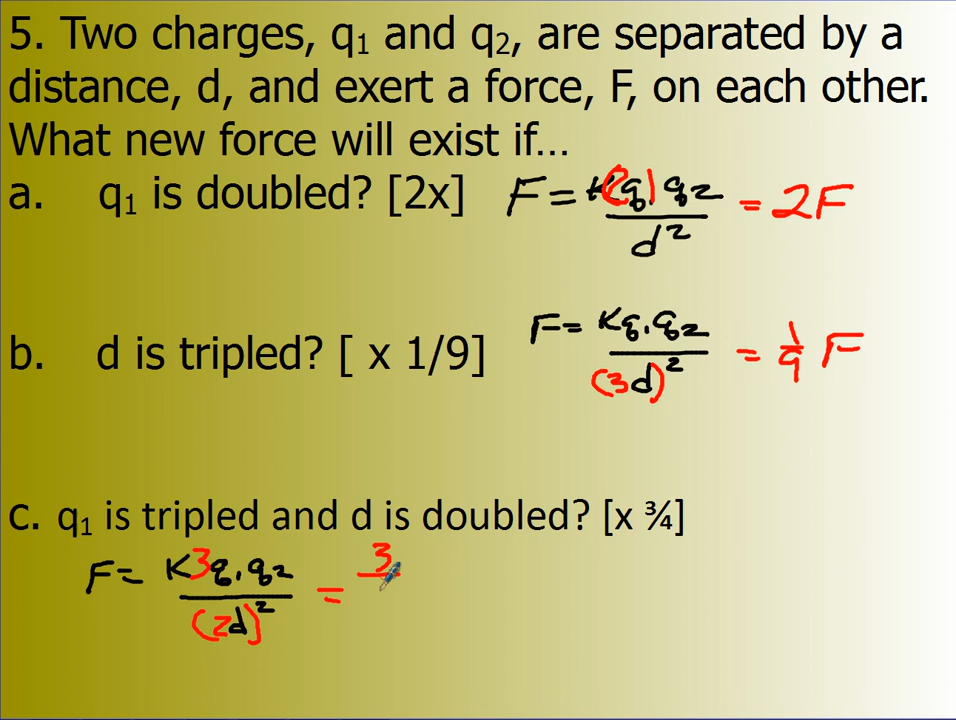 5. Two charges, q₁ and q₂, are separated by a
distance, d, and exert a force, F, on each other.
What new force will exist if...
a. q₁ is doubled? [2x] F = K(2)q₁q₂/d² = 2F
b. d is tripled? [ x 1/9] F = Kq₁q₂/(3d)² = 1/9 F
c. q₁ is tripled and d is doubled? [x ¾]
F = K3q₁q₂/(2d)² = 3/